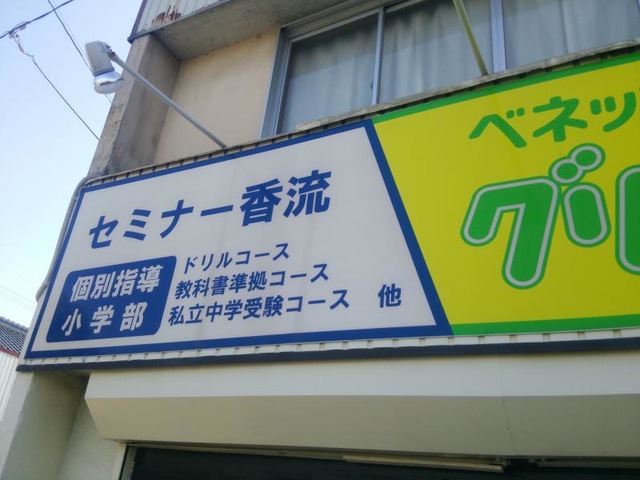 セミナー香流
個別指導
小学部
ドリルコース
教科書準拠コース
私立中学受験コース 他
ベネッ
グ